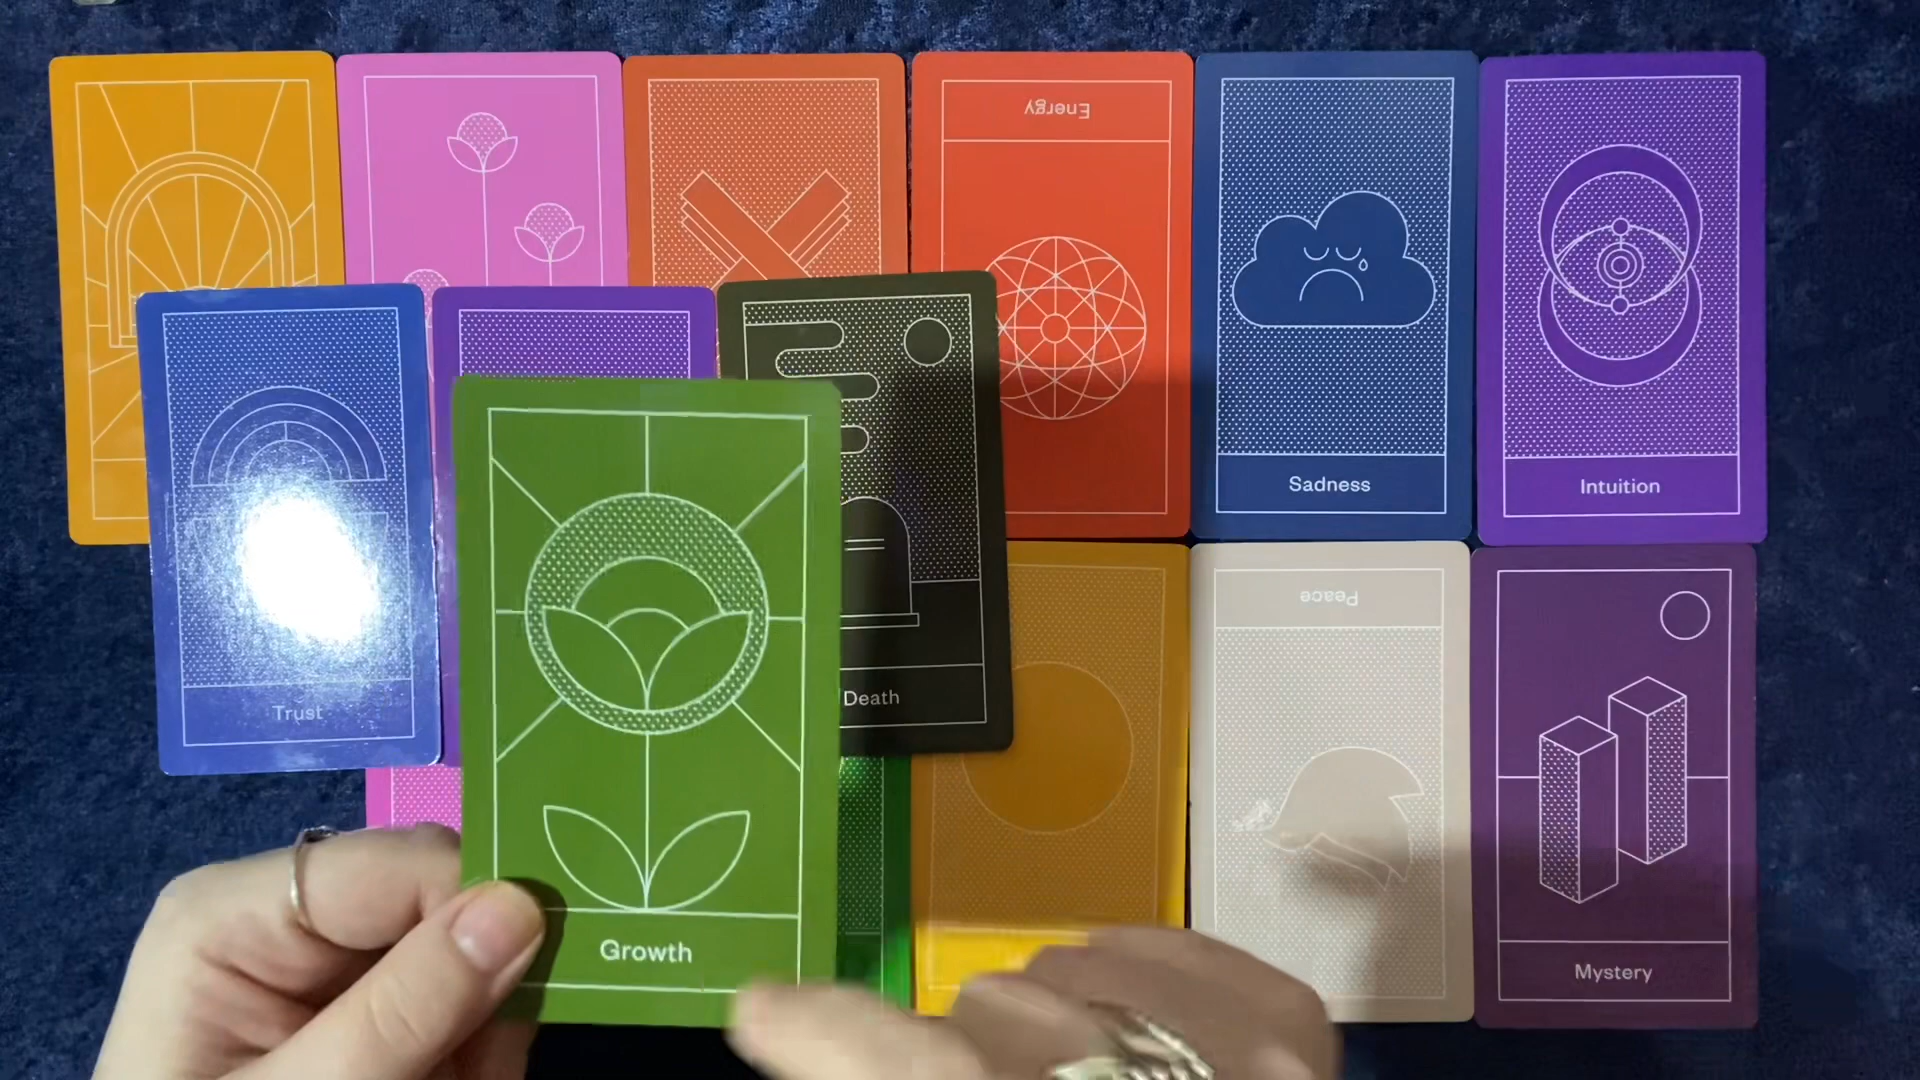 Energy
Sadness
Intuition
Trust
Death
Peace
Growth
Mystery